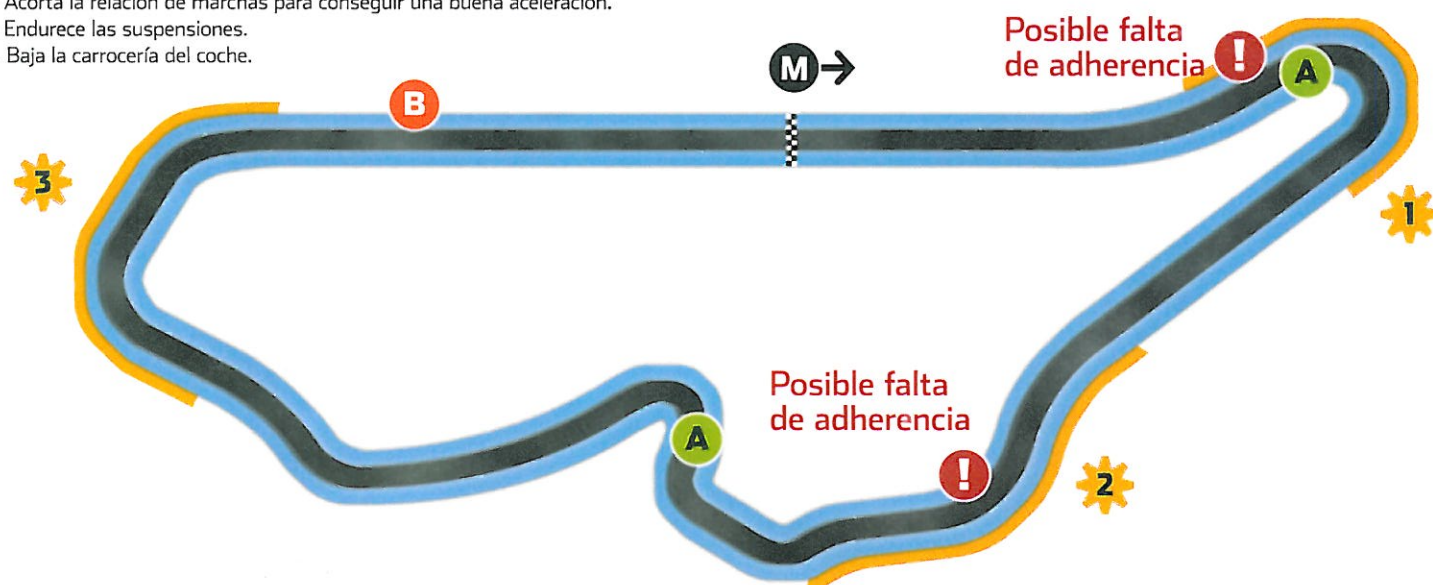 Acorta la relación de marchas para conseguir una buena aceleración.
Endurece las suspensiones.
Baja la carrocería del coche.
Posible falta
de adherencia
!
A
M
B
3
1
Posible falta
de adherencia
A
!
2